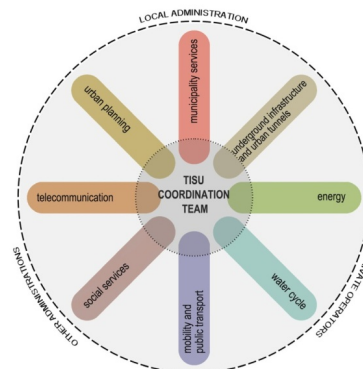 LOCAL ADMINISTRATION
municipality services
urban planning
underground infrastructure
and urban tunnels
TISU
COORDINATION
TEAM
telecommunication
energy
social services
water cycle
mobility and
public transport
OTHER ADMINISTRATIONS
OPERATORS